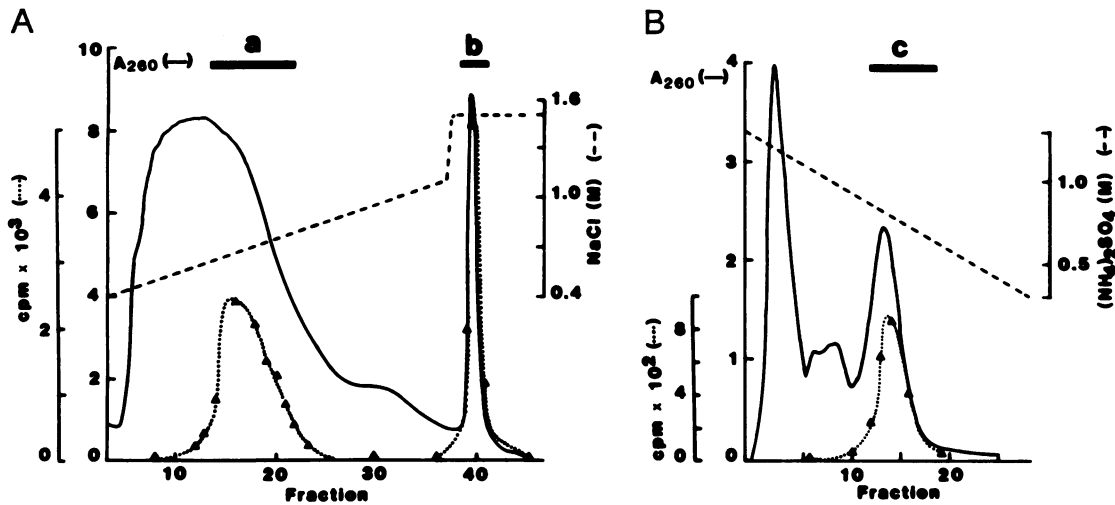 A
a
b
A260 (—)
10
8
6
4
2
0
4
2
0
cpm x 10³ (....)
1.6
1.0
0.4
NaCl (M) (--)
10
20
30
40
Fraction
B
c
A260 (—)
4
3
2
1
0
8
4
0
cpm x 10² (....)
1.0
0.5
(NH4)2SO4 (M) (--)
10
20
Fraction